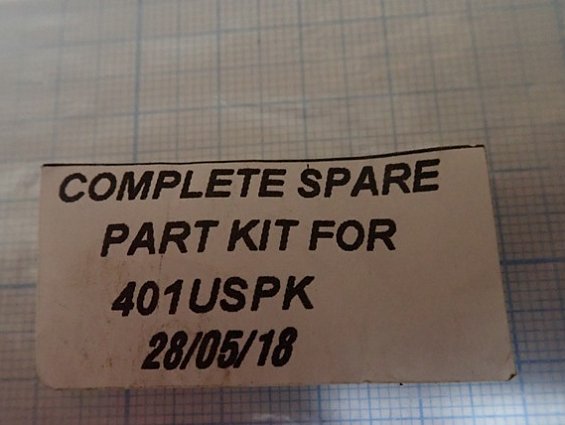 COMPLETE SPARE
PART KIT FOR
401USPK
28/05/18